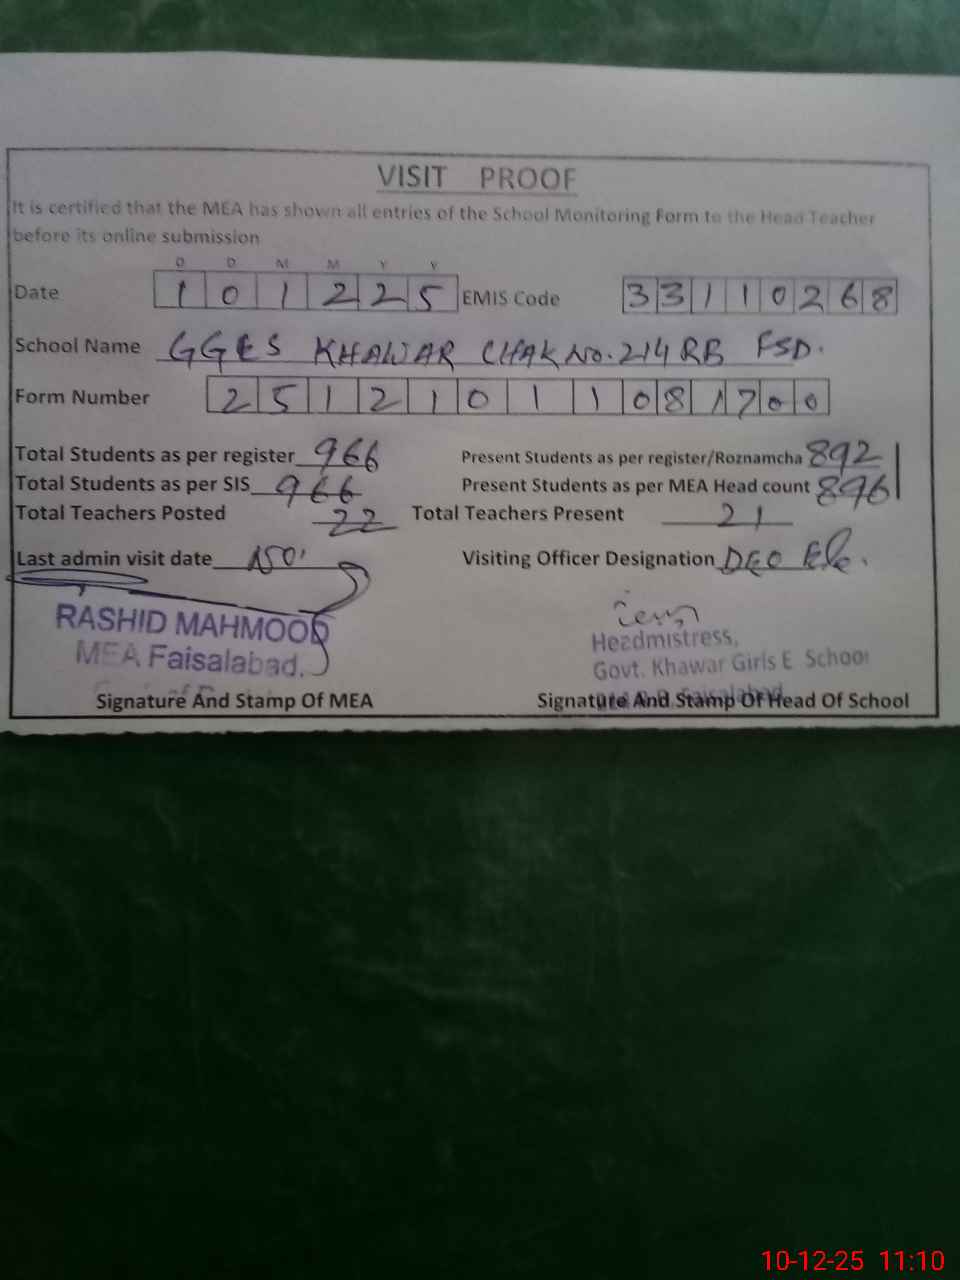 VISIT PROOF
It is certified that the MEA has shown all entries of the School Monitoring Form to the Head Teacher
before its online submission
D D M M Y Y
Date 1 0 1 2 2 5 EMIS Code 3 3 1 1 0 2 6 8
School Name GGES KHAWAR CHAK No. 214 RB FSD.
Form Number 2 5 1 2 1 0 1 1 0 8 1 7 0 0
Total Students as per register 966 Present Students as per register/Roznamcha 892
Total Students as per SIS 966 Present Students as per MEA Head count 896
Total Teachers Posted 22 Total Teachers Present 21
Last admin visit date Visiting Officer Designation DEO
RASHID MAHMOOD
MEA Faisalabad.
Headmistress,
Govt. Khawar Girls E School
Faisalabad
Signature And Stamp Of MEA Signature And Stamp Of Head Of School
10-12-25 11:10